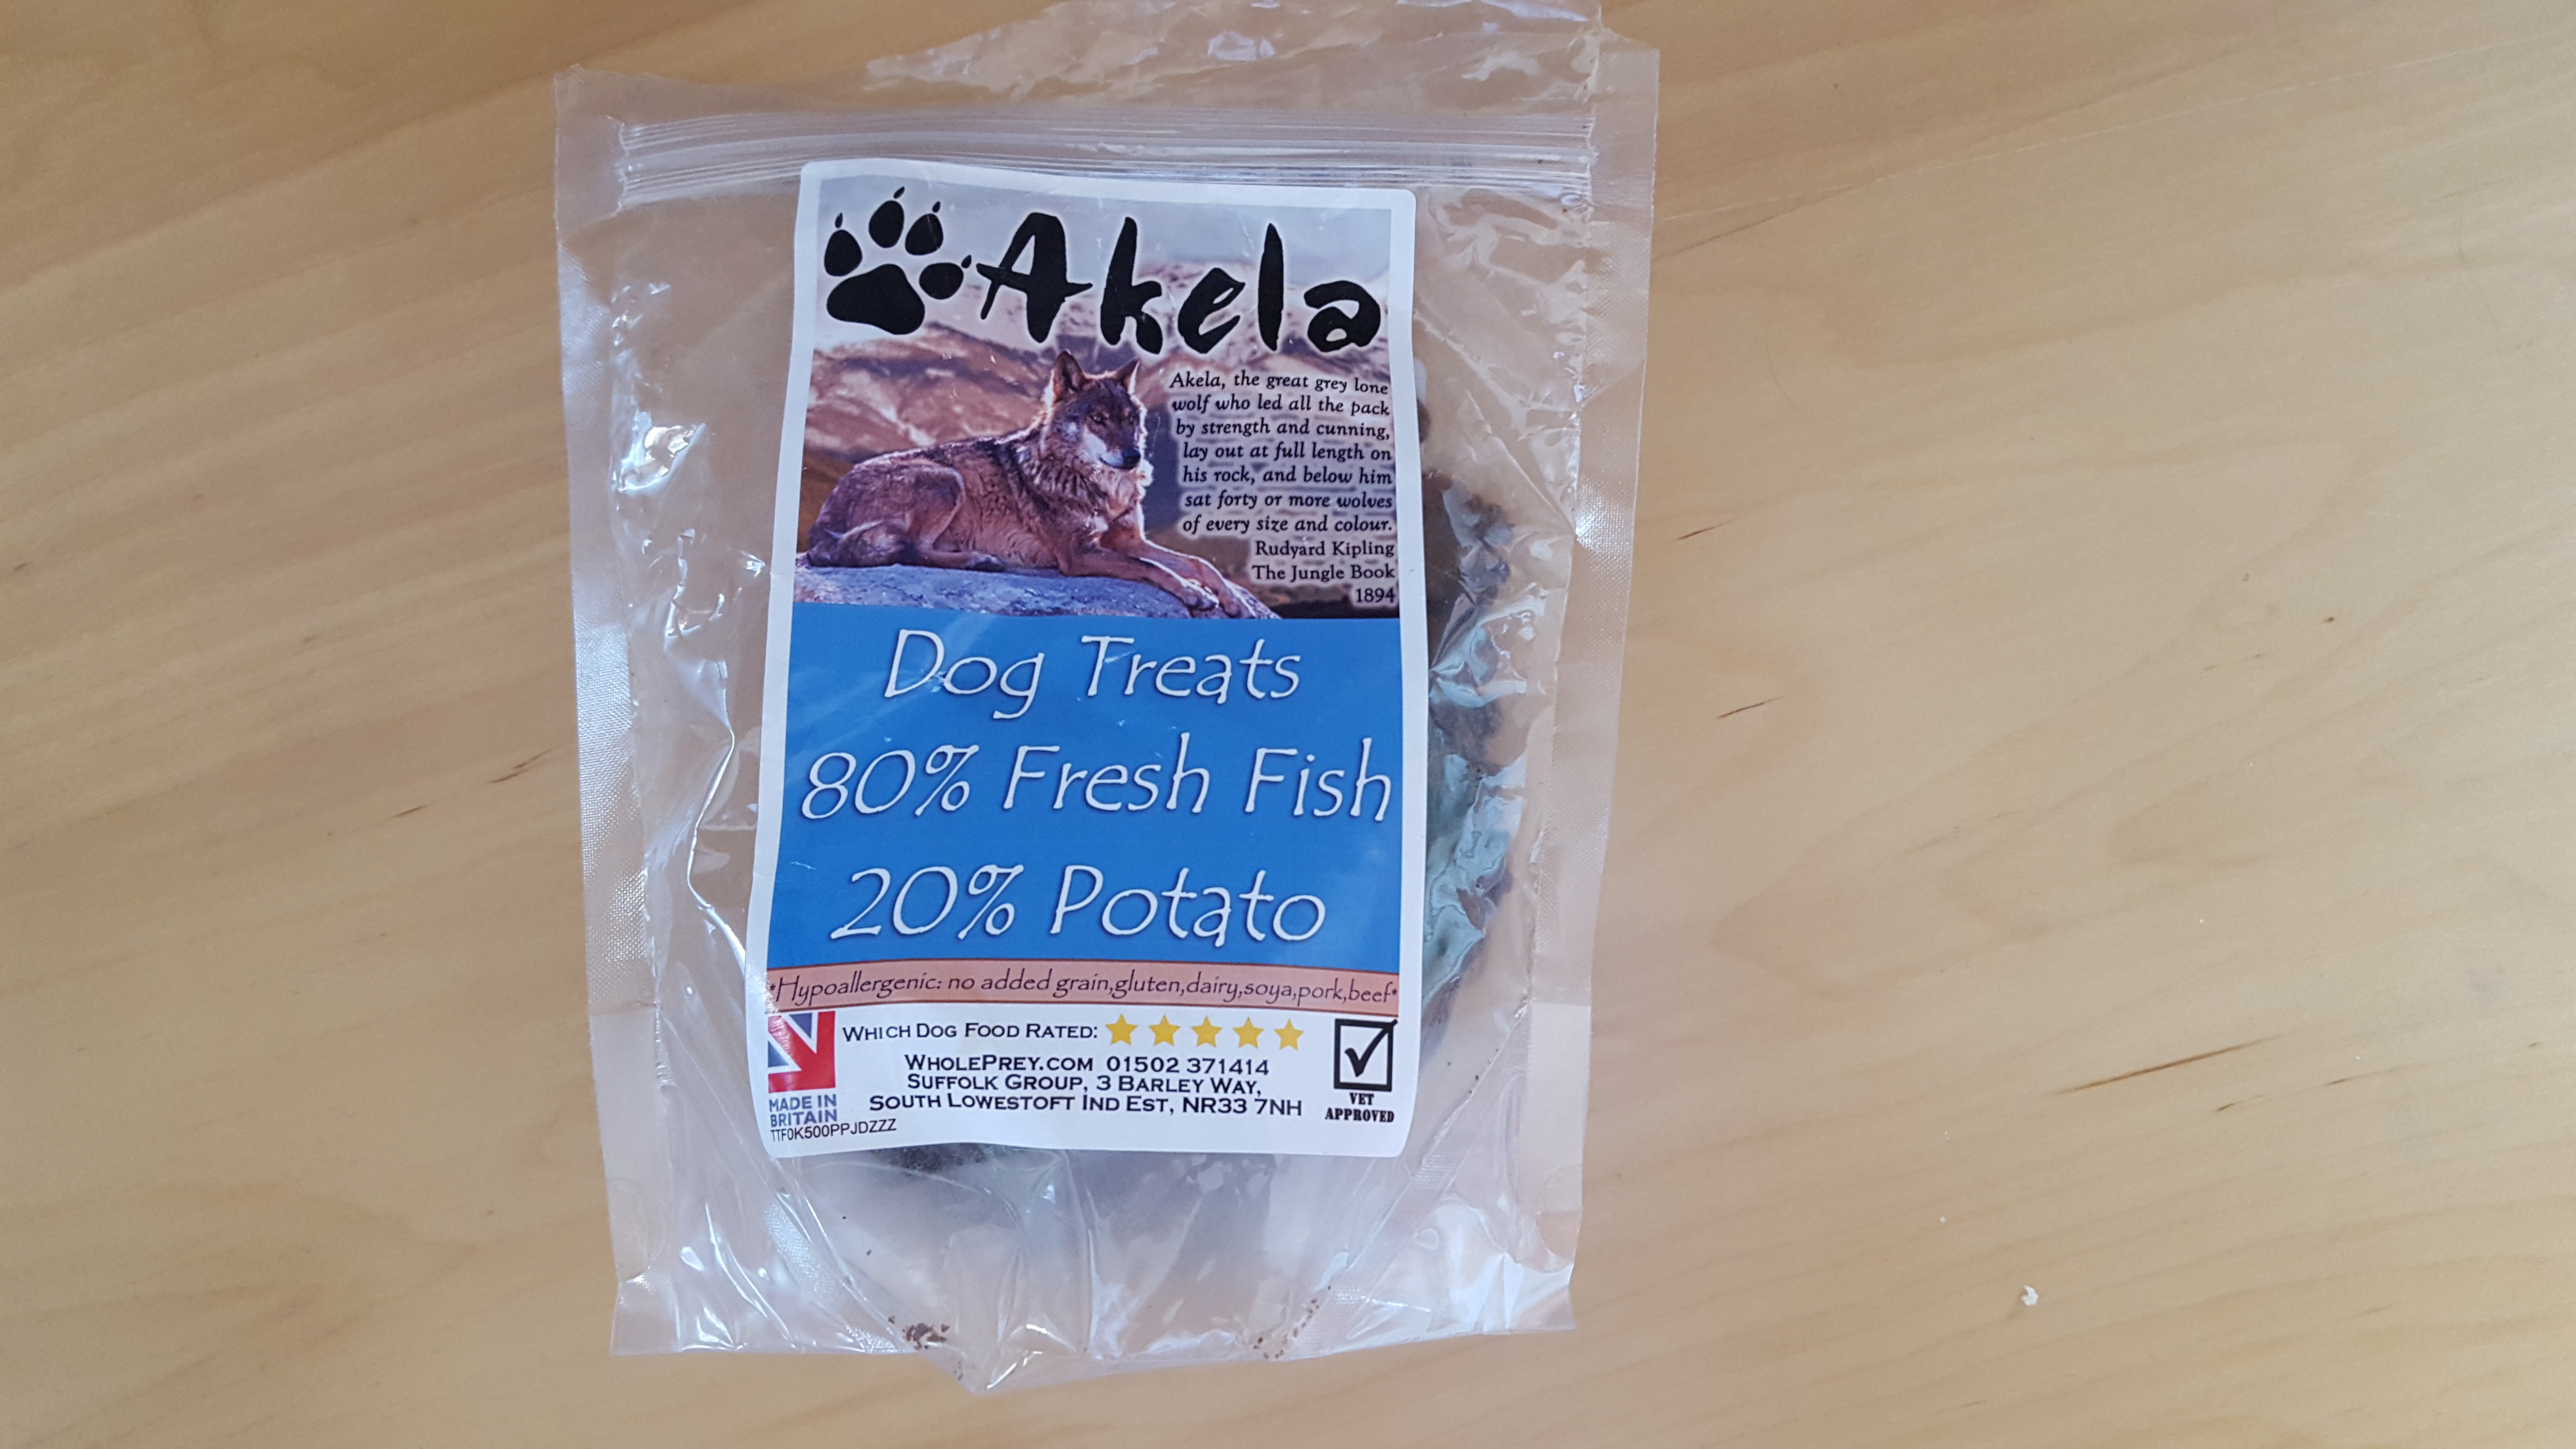 Akela
Akela, the great grey lone
wolf who led all the pack
by strength and cunning,
lay out at full length on
his rock, and below him
sat forty or more wolves
of every size and colour.
Rudyard Kipling
The Jungle Book
1894
Dog Treats
80% Fresh Fish
20% Potato
*Hypoallergenic: no added grain,gluten,dairy,soya,pork,beef*
WHICH DOG FOOD RATED:
WHOLEPREY.COM 01502 371414
SUFFOLK GROUP, 3 BARLEY WAY,
SOUTH LOWESTOFT IND EST, NR33 7NH
MADE IN
BRITAIN
TTF0K500PPJDZZZ
VET
APPROVED